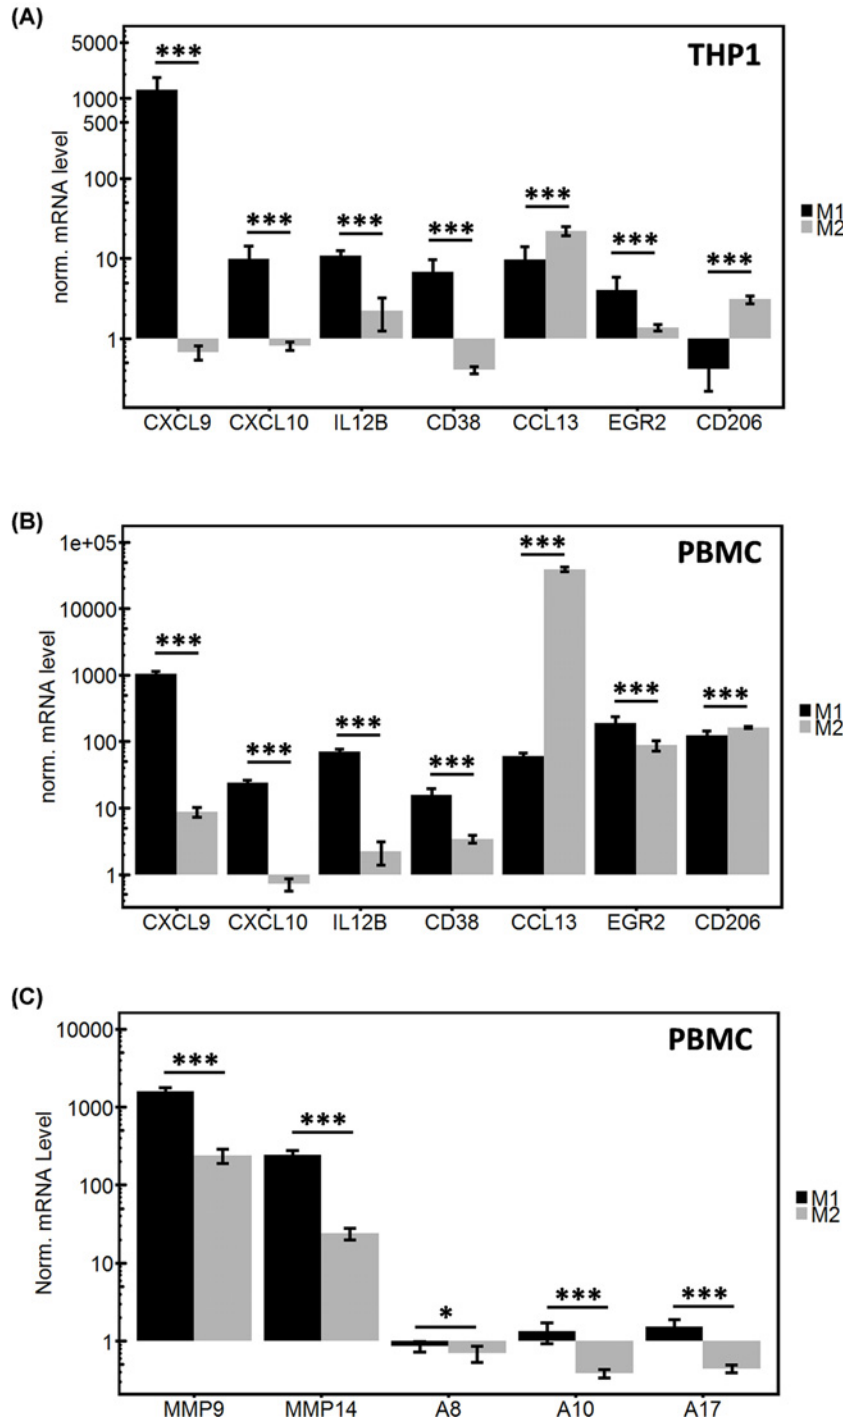 (A)
THP1
norm. mRNA level
5000
1000
500
100
10
1
*** *** *** *** *** *** ***
M1
M2
CXCL9 CXCL10 IL12B CD38 CCL13 EGR2 CD206
(B)
PBMC
norm. mRNA level
1e+05
10000
1000
100
10
1
*** *** *** *** *** *** ***
M1
M2
CXCL9 CXCL10 IL12B CD38 CCL13 EGR2 CD206
(C)
PBMC
Norm. mRNA Level
10000
1000
100
10
1
*** *** * *** ***
M1
M2
MMP9 MMP14 A8 A10 A17